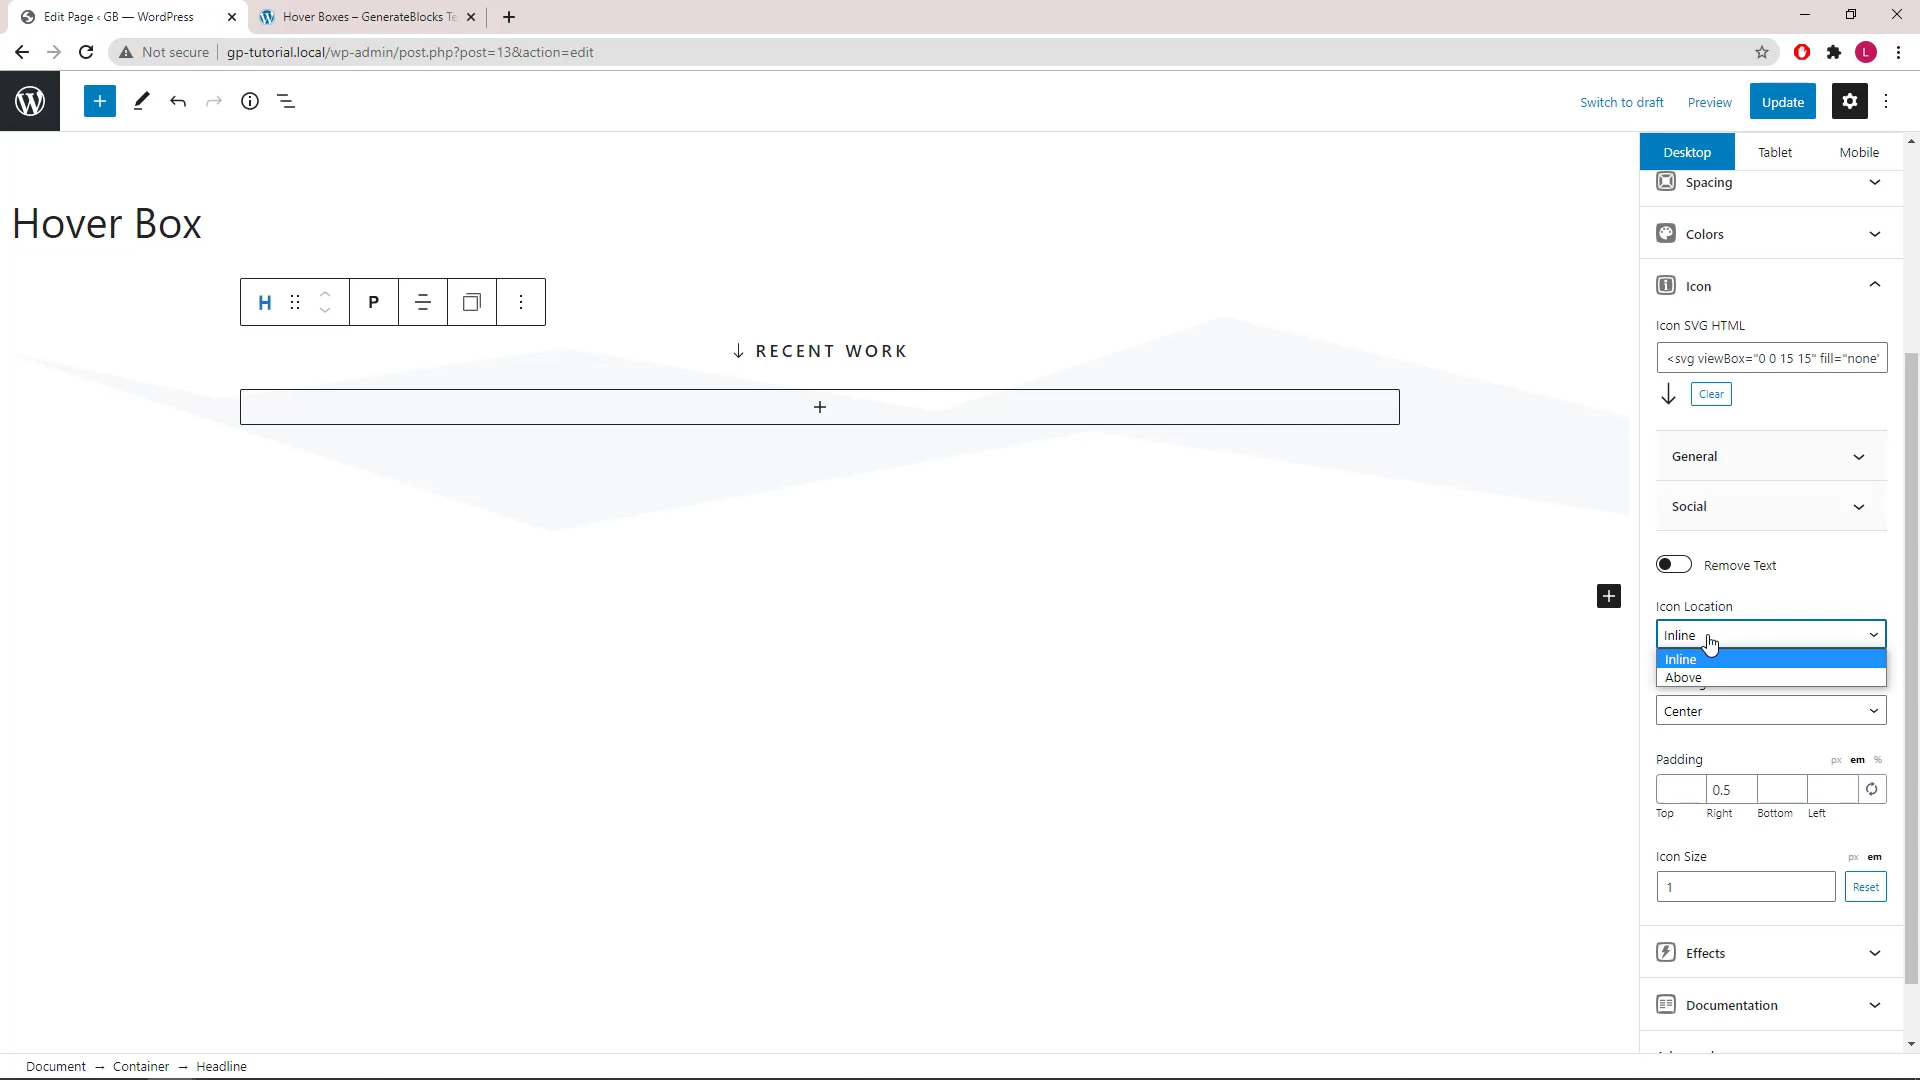 Edit Page ‹ GB — WordPress
Hover Boxes – GenerateBlocks Te
Not secure
gp-tutorial.local/wp-admin/post.php?post=13&action=edit
L
Switch to draft
Preview
Update
Desktop
Tablet
Mobile
Spacing
Hover Box
Colors
Icon
H
P
Icon SVG HTML
↓ RECENT WORK
<svg viewBox="0 0 15 15" fill="none"
Clear
General
Social
Remove Text
Icon Location
Inline
Inline
Above
Center
Padding
px em %
0.5
Top Right Bottom Left
Icon Size
px em
1
Reset
Effects
Documentation
Document → Container → Headline